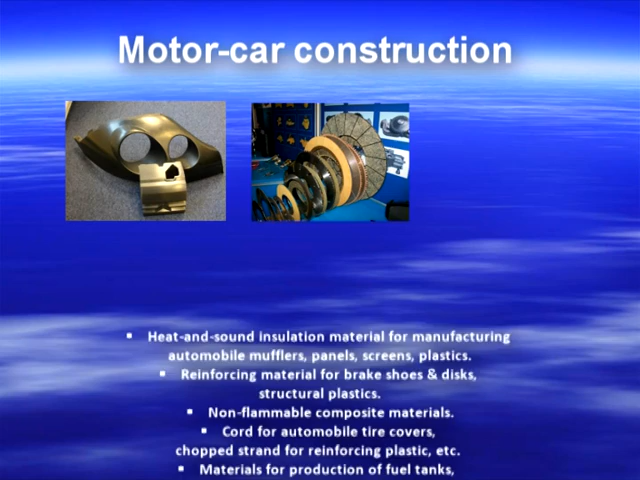 Motor-car construction
▪ Heat-and-sound insulation material for manufacturing
automobile mufflers, panels, screens, plastics.
▪ Reinforcing material for brake shoes & disks,
structural plastics.
▪ Non-flammable composite materials.
▪ Cord for automobile tire covers,
chopped strand for reinforcing plastic, etc.
▪ Materials for production of fuel tanks,